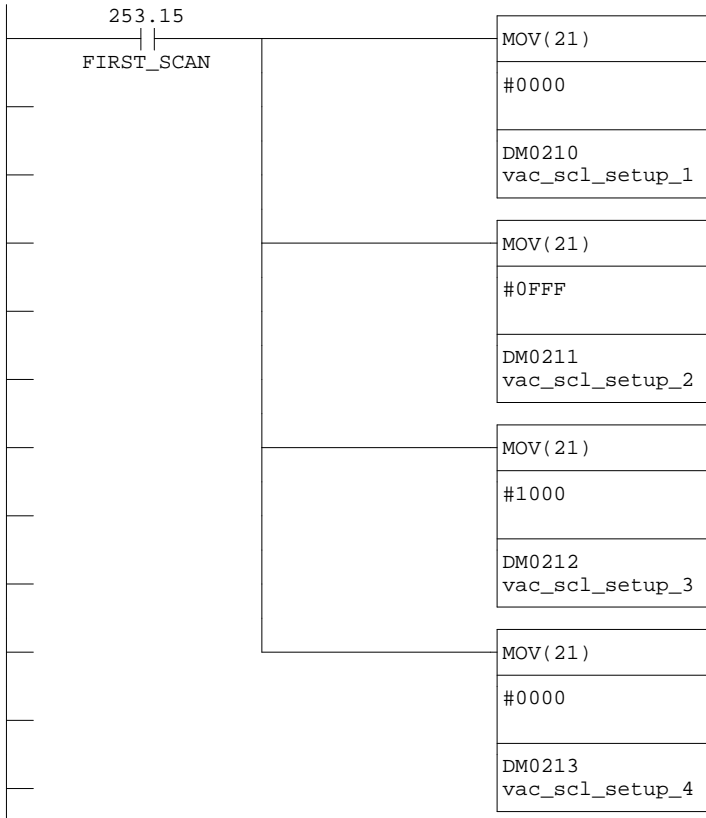 253.15
FIRST_SCAN
MOV(21)
#0000
DM0210
vac_scl_setup_1
MOV(21)
#0FFF
DM0211
vac_scl_setup_2
MOV(21)
#1000
DM0212
vac_scl_setup_3
MOV(21)
#0000
DM0213
vac_scl_setup_4